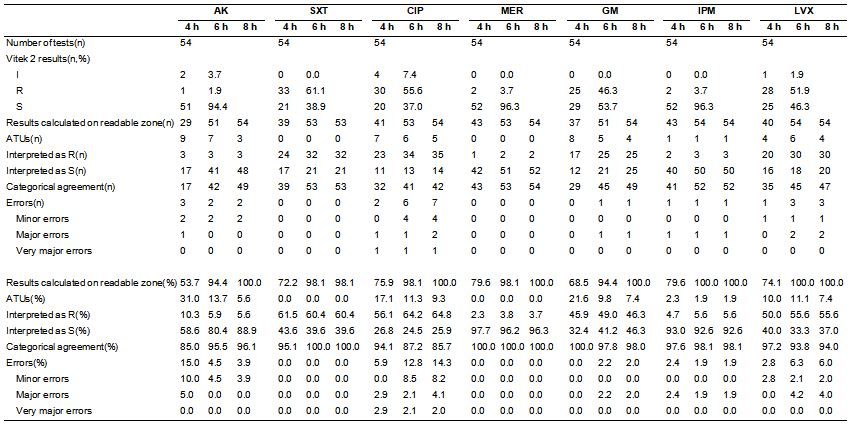 AK SXT CIP MER GM IPM LVX
4 h 6 h 8 h 4 h 6 h 8 h 4 h 6 h 8 h 4 h 6 h 8 h 4 h 6 h 8 h 4 h 6 h 8 h 4 h 6 h 8 h
Number of tests(n) 54 54 54 54 54 54 54
Vitek 2 results(n,%)
I 2 3.7 0 0.0 4 7.4 0 0.0 0 0.0 0 0.0 1 1.9
R 1 1.9 33 61.1 30 55.6 2 3.7 25 46.3 2 3.7 28 51.9
S 51 94.4 21 38.9 20 37.0 52 96.3 29 53.7 52 96.3 25 46.3
Results calculated on readable zone(n) 29 51 54 39 53 53 41 53 54 43 53 54 37 51 54 43 54 54 40 54 54
ATUs(n) 9 7 3 0 0 0 7 6 5 0 0 0 8 5 4 1 1 1 4 6 4
Interpreted as R(n) 3 3 3 24 32 32 23 34 35 1 2 2 17 25 25 2 3 3 20 30 30
Interpreted as S(n) 17 41 48 17 21 21 11 13 14 42 51 52 12 21 25 40 50 50 16 18 20
Categorical agreement(n) 17 42 49 39 53 53 32 41 42 43 53 54 29 45 49 41 52 52 35 45 47
Errors(n) 3 2 2 0 0 0 2 6 7 0 0 0 0 1 1 1 1 1 1 3 3
Minor errors 2 2 2 0 0 0 0 4 4 0 0 0 0 0 0 0 0 0 1 1 1
Major errors 1 0 0 0 0 0 1 1 2 0 0 0 0 1 1 1 1 1 0 2 2
Very major errors 0 0 0 0 0 0 1 1 1 0 0 0 0 0 0 0 0 0 0 0 0
Results calculated on readable zone(%) 53.7 94.4 100.0 72.2 98.1 98.1 75.9 98.1 100.0 79.6 98.1 100.0 68.5 94.4 100.0 79.6 100.0 100.0 74.1 100.0 100.0
ATUs(%) 31.0 13.7 5.6 0.0 0.0 0.0 17.1 11.3 9.3 0.0 0.0 0.0 21.6 9.8 7.4 2.3 1.9 1.9 10.0 11.1 7.4
Interpreted as R(%) 10.3 5.9 5.6 61.5 60.4 60.4 56.1 64.2 64.8 2.3 3.8 3.7 45.9 49.0 46.3 4.7 5.6 5.6 50.0 55.6 55.6
Interpreted as S(%) 58.6 80.4 88.9 43.6 39.6 39.6 26.8 24.5 25.9 97.7 96.2 96.3 32.4 41.2 46.3 93.0 92.6 92.6 40.0 33.3 37.0
Categorical agreement(%) 85.0 95.5 96.1 95.1 100.0 100.0 94.1 87.2 85.7 100.0 100.0 100.0 100.0 97.8 98.0 97.6 98.1 98.1 97.2 93.8 94.0
Errors(%) 15.0 4.5 3.9 0.0 0.0 0.0 5.9 12.8 14.3 0.0 0.0 0.0 0.0 2.2 2.0 2.4 1.9 1.9 2.8 6.3 6.0
Minor errors 10.0 4.5 3.9 0.0 0.0 0.0 0.0 8.5 8.2 0.0 0.0 0.0 0.0 0.0 0.0 0.0 0.0 0.0 2.8 2.1 2.0
Major errors 5.0 0.0 0.0 0.0 0.0 0.0 2.9 2.1 4.1 0.0 0.0 0.0 0.0 2.2 2.0 2.4 1.9 1.9 0.0 4.2 4.0
Very major errors 0.0 0.0 0.0 0.0 0.0 0.0 2.9 2.1 2.0 0.0 0.0 0.0 0.0 0.0 0.0 0.0 0.0 0.0 0.0 0.0 0.0